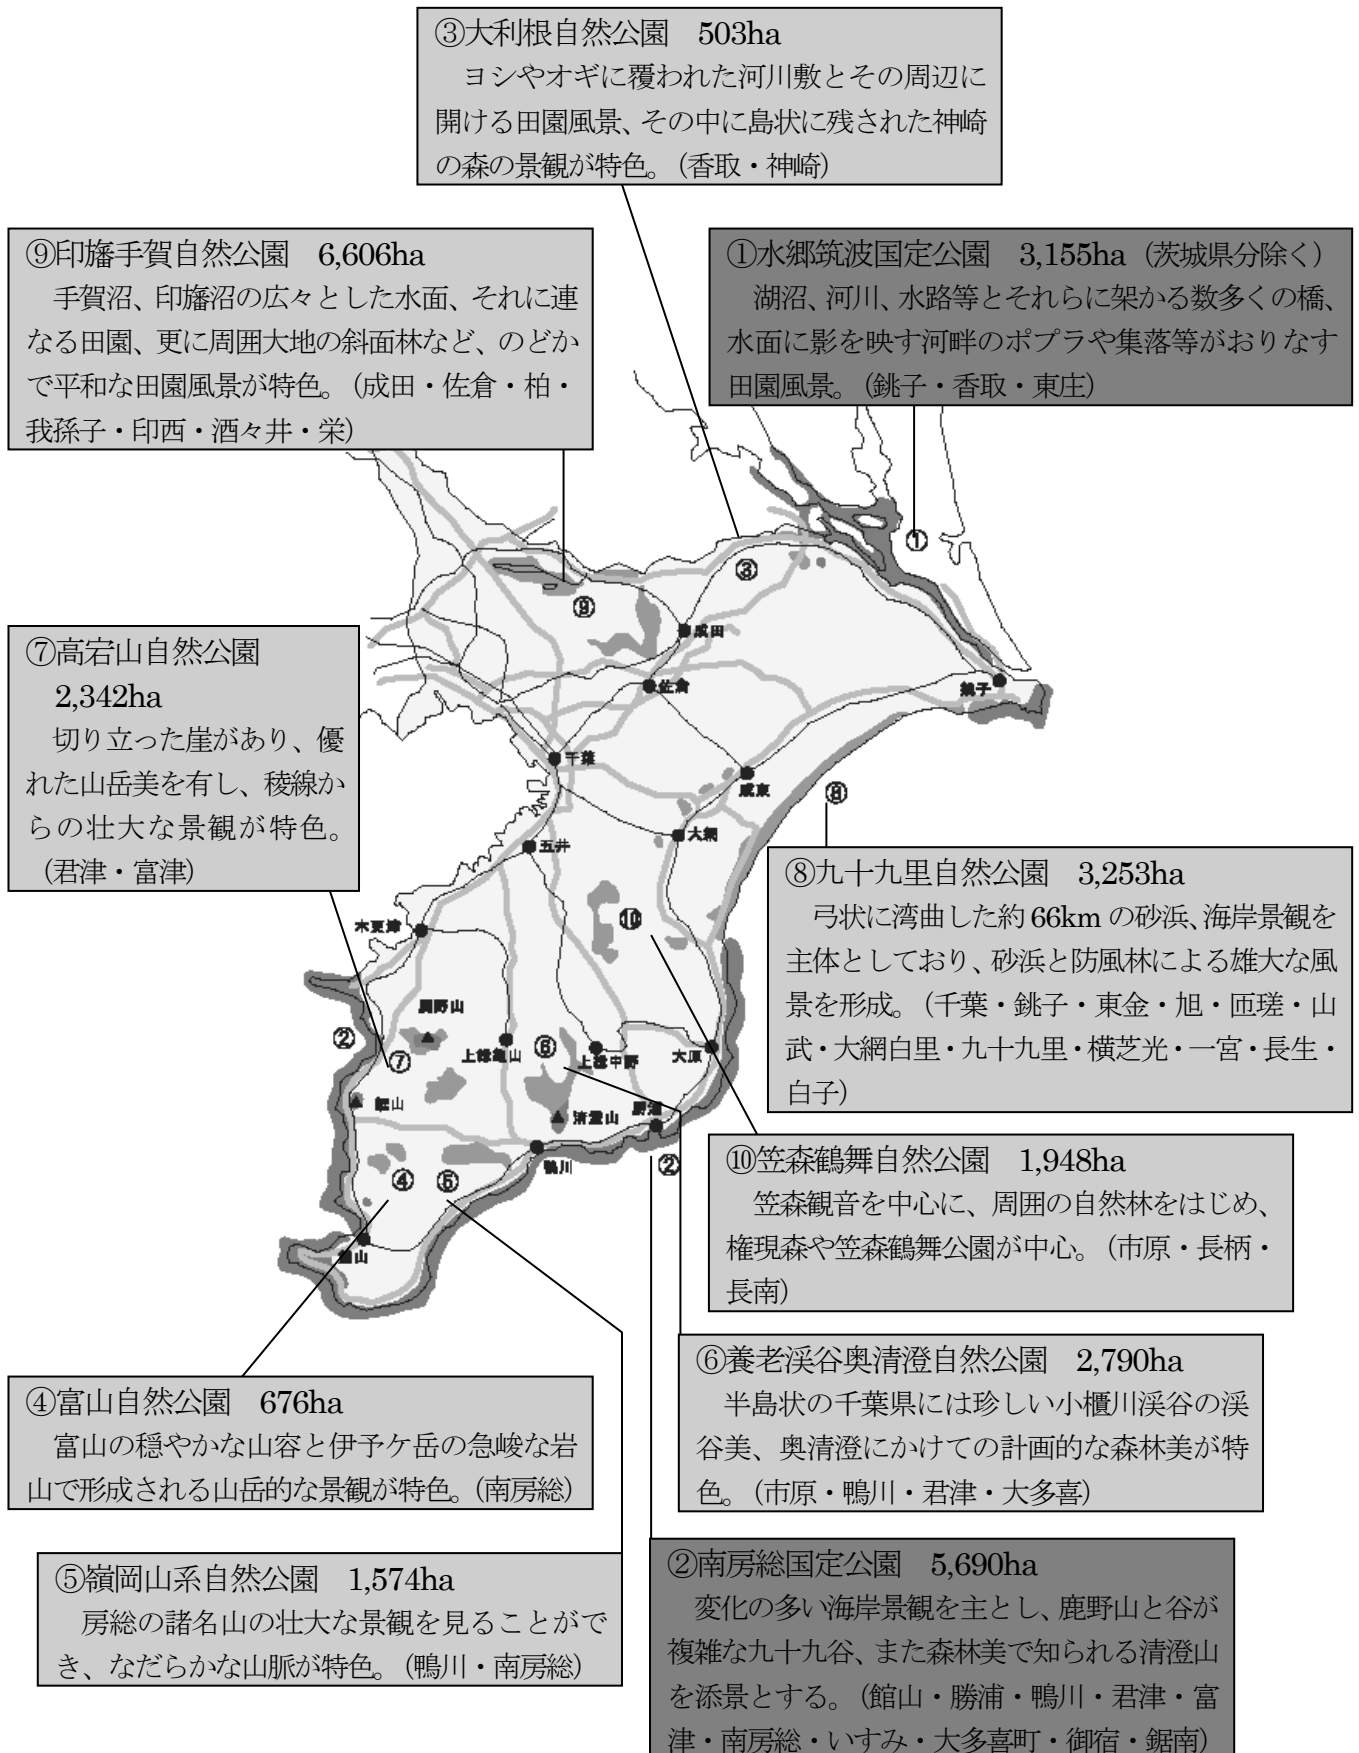 ③大利根自然公園　503ha
ヨシやオギに覆われた河川敷とその周辺に
開ける田園風景、その中に島状に残された神崎
の森の景観が特色。（香取・神崎）
⑨印旛手賀自然公園　6,606ha
手賀沼、印旛沼の広々とした水面、それに連
なる田園、更に周囲大地の斜面林など、のどか
で平和な田園風景が特色。（成田・佐倉・柏・
我孫子・印西・酒々井・栄）
①水郷筑波国定公園　3,155ha（茨城県分除く）
湖沼、河川、水路等とそれらに架かる数多くの橋、
水面に影を映す河畔のポプラや集落等がおりなす
田園風景。（銚子・香取・東庄）
①
③
⑨
成田
佐倉
銚子
⑦高宕山自然公園
2,342ha
切り立った崖があり、優
れた山岳美を有し、稜線か
らの壮大な景観が特色。
（君津・富津）
千葉
成東
⑧
大網
五井
⑧九十九里自然公園　3,253ha
弓状に湾曲した約66kmの砂浜、海岸景観を
主体としており、砂浜と防風林による雄大な風
景を形成。（千葉・銚子・東金・旭・匝瑳・山
武・大網白里・九十九里・横芝光・一宮・長生・
白子）
⑩
木更津
鹿野山
②
⑦
上総亀山
⑥
上総中野
大原
鋸山
清澄山
勝浦
鴨川
②
④
⑤
館山
⑩笠森鶴舞自然公園　1,948ha
笠森観音を中心に、周囲の自然林をはじめ、
権現森や笠森鶴舞公園が中心。（市原・長柄・
長南）
⑥養老渓谷奥清澄自然公園　2,790ha
半島状の千葉県には珍しい小櫃川渓谷の渓
谷美、奥清澄にかけての計画的な森林美が特
色。（市原・鴨川・君津・大多喜）
④富山自然公園　676ha
富山の穏やかな山容と伊予ケ岳の急峻な岩
山で形成される山岳的な景観が特色。（南房総）
⑤嶺岡山系自然公園　1,574ha
房総の諸名山の壮大な景観を見ることがで
き、なだらかな山脈が特色。（鴨川・南房総）
②南房総国定公園　5,690ha
変化の多い海岸景観を主とし、鹿野山と谷が
複雑な九十九谷、また森林美で知られる清澄山
を添景とする。（館山・勝浦・鴨川・君津・富
津・南房総・いすみ・大多喜町・御宿・鋸南）